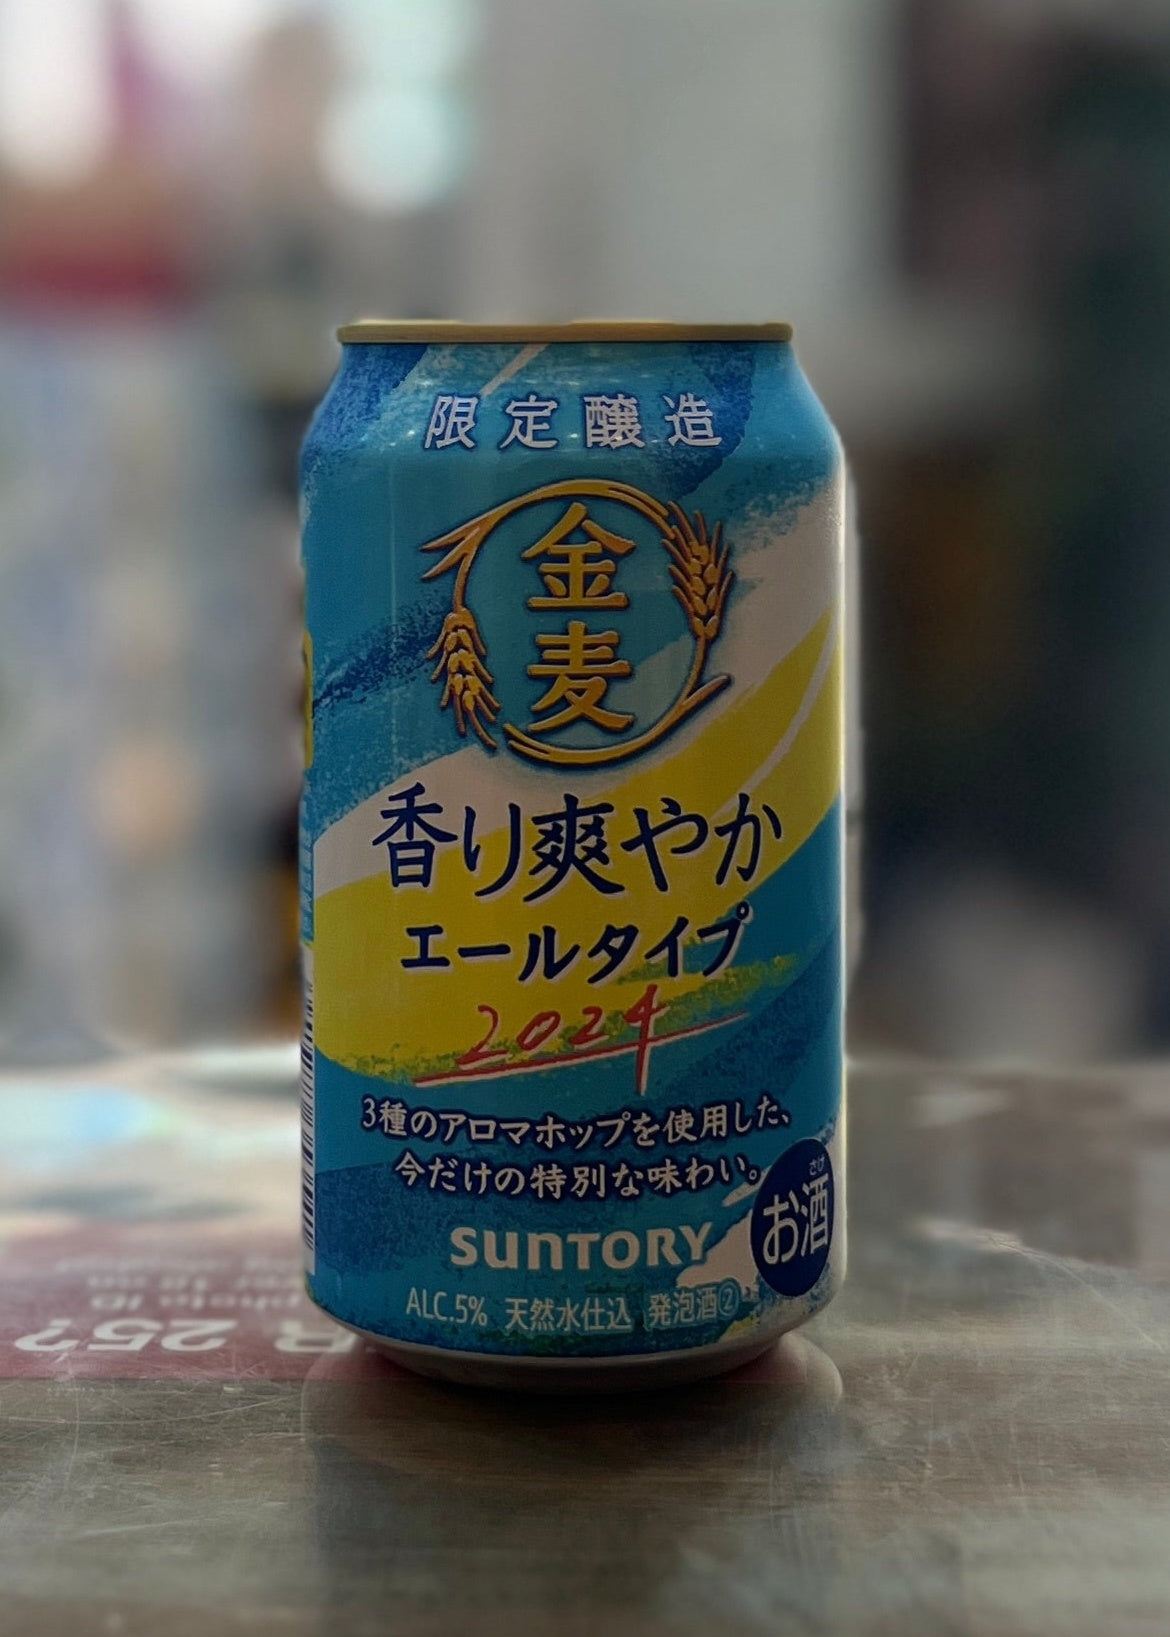 限定醸造
金麦
香り爽やか
エールタイプ
2024
3種のアロマホップを使用した、
今だけの特別な味わい。
さけ
お酒
SUNTORY
ALC.5% 天然水仕込 発泡酒②
R 25?
photo ID